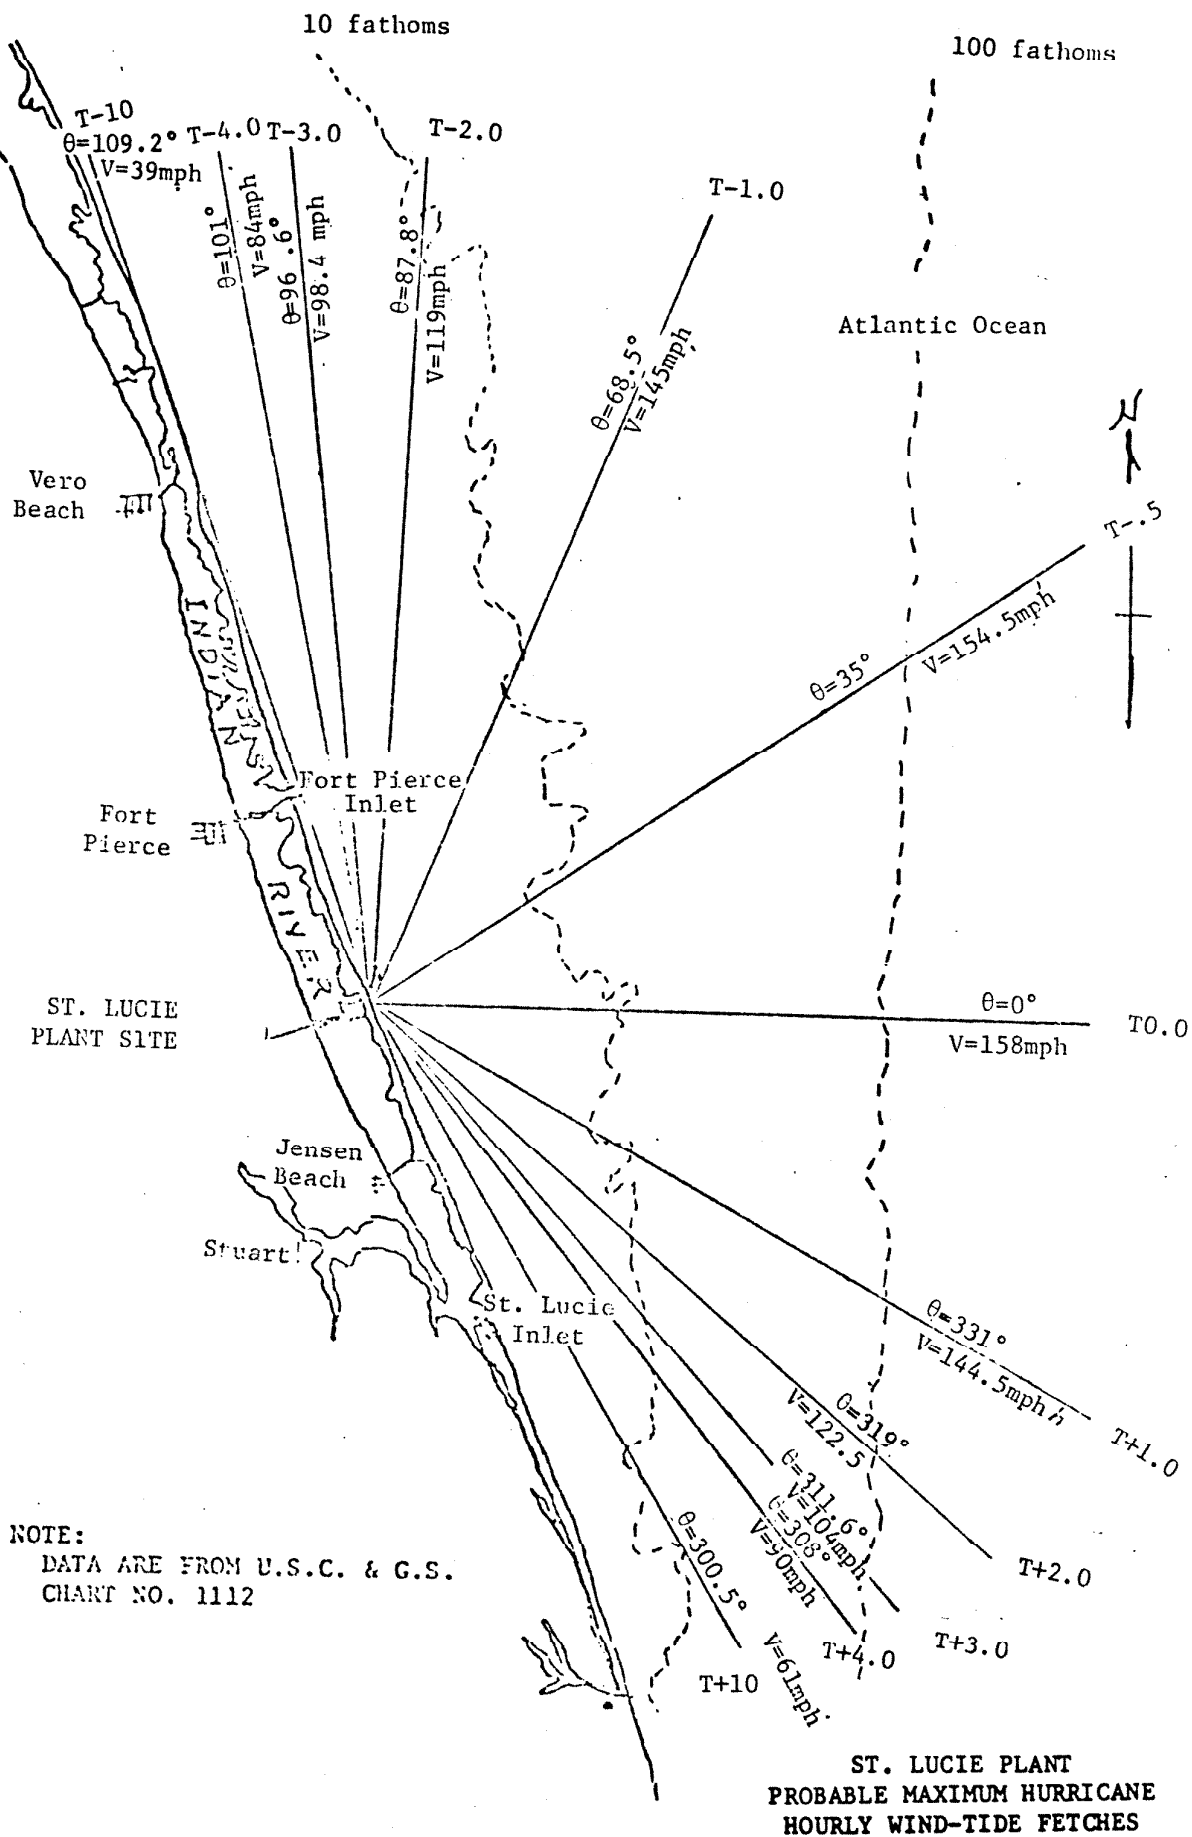 10 fathoms
100 fathoms
T-10
θ=109.2°
V=39mph
T-4.0
θ=101°
V=84mph
T-3.0
θ=96.6°
V=98.4 mph
T-2.0
θ=87.8°
V=119mph
T-1.0
θ=68.5°
V=145mph
Atlantic Ocean
N
T-.5
θ=35°
V=154.5mph
Vero
Beach
INDIAN
RIVER
Fort Pierce
Inlet
Fort
Pierce
ST. LUCIE
PLANT SITE
θ=0°
V=158mph
T0.0
Jensen
Beach
Stuart
St. Lucie
Inlet
θ=331°
V=144.5mph
T+1.0
θ=319°
V=122.5
T+2.0
θ=311.6°
V=104mph
T+3.0
θ=308°
V=90mph
T+4.0
θ=300.5°
V=61mph
T+10
NOTE:
DATA ARE FROM U.S.C. & G.S.
CHART NO. 1112
ST. LUCIE PLANT
PROBABLE MAXIMUM HURRICANE
HOURLY WIND-TIDE FETCHES